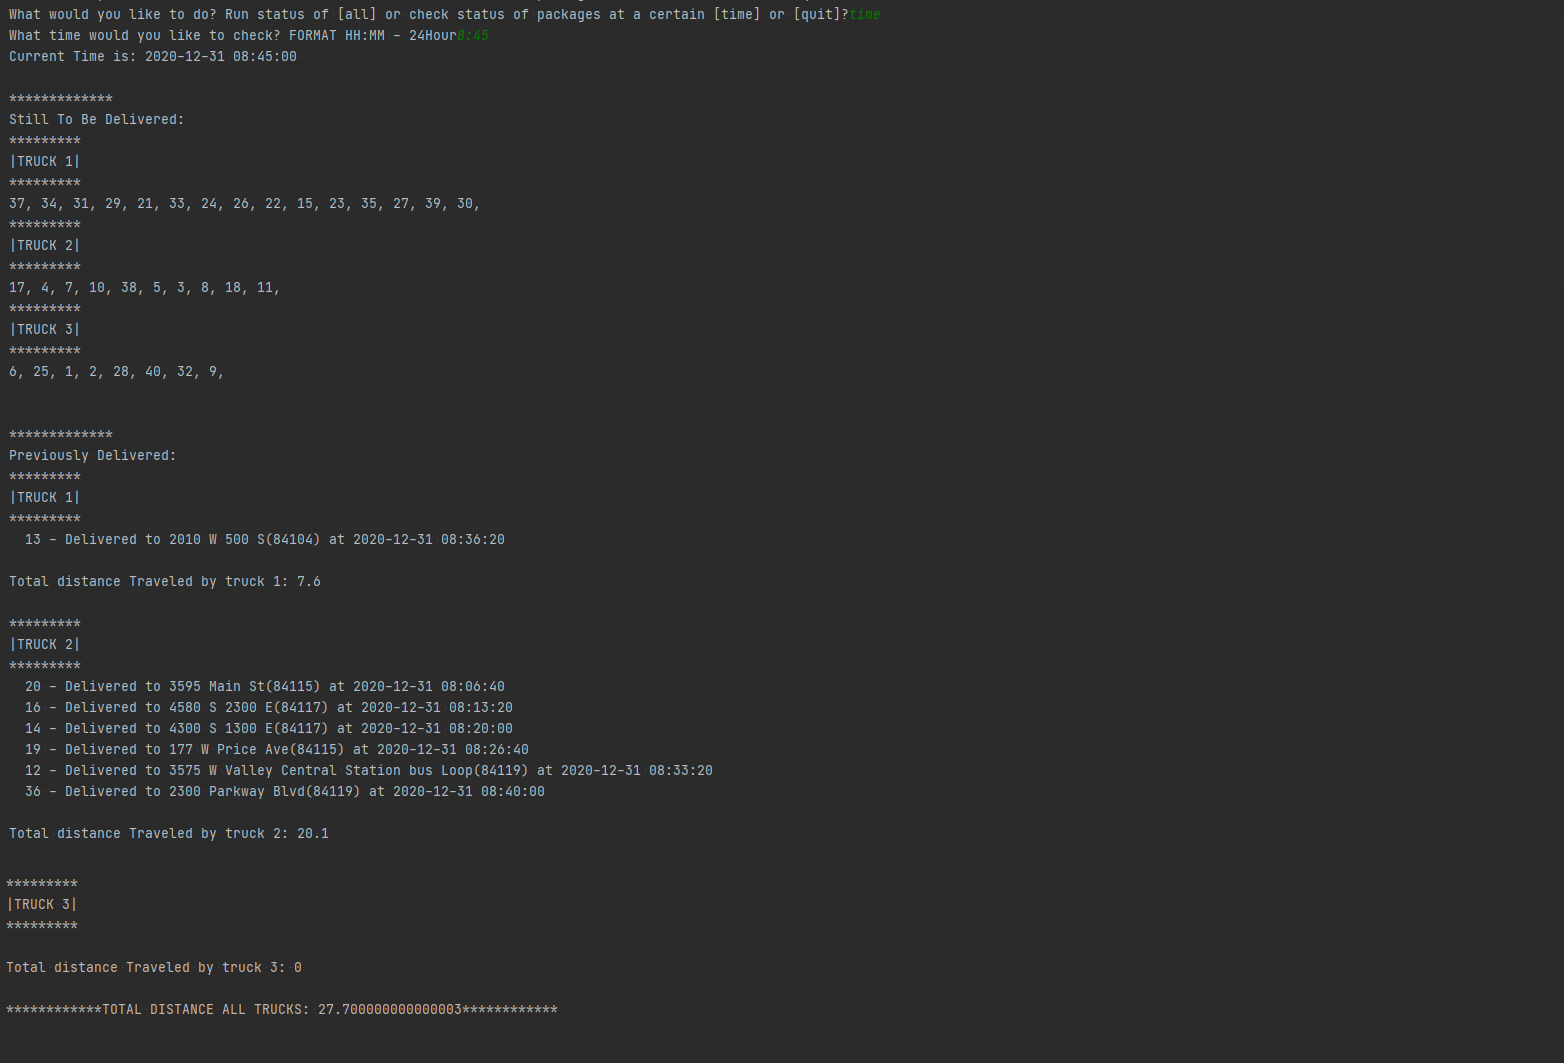 What would you like to do? Run status of [all] or check status of packages at a certain [time] or [quit]?time
What time would you like to check? FORMAT HH:MM - 24Hour8:45
Current Time is: 2020-12-31 08:45:00
*************
Still To Be Delivered:
*********
|TRUCK 1|
*********
37, 34, 31, 29, 21, 33, 24, 26, 22, 15, 23, 35, 27, 39, 30,
*********
|TRUCK 2|
*********
17, 4, 7, 10, 38, 5, 3, 8, 18, 11,
*********
|TRUCK 3|
*********
6, 25, 1, 2, 28, 40, 32, 9,
*************
Previously Delivered:
*********
|TRUCK 1|
*********
13 - Delivered to 2010 W 500 S(84104) at 2020-12-31 08:36:20
Total distance Traveled by truck 1: 7.6
*********
|TRUCK 2|
*********
20 - Delivered to 3595 Main St(84115) at 2020-12-31 08:06:40
16 - Delivered to 4580 S 2300 E(84117) at 2020-12-31 08:13:20
14 - Delivered to 4300 S 1300 E(84117) at 2020-12-31 08:20:00
19 - Delivered to 177 W Price Ave(84115) at 2020-12-31 08:26:40
12 - Delivered to 3575 W Valley Central Station bus Loop(84119) at 2020-12-31 08:33:20
36 - Delivered to 2300 Parkway Blvd(84119) at 2020-12-31 08:40:00
Total distance Traveled by truck 2: 20.1
*********
|TRUCK 3|
*********
Total distance Traveled by truck 3: 0
************TOTAL DISTANCE ALL TRUCKS: 27.700000000000003************